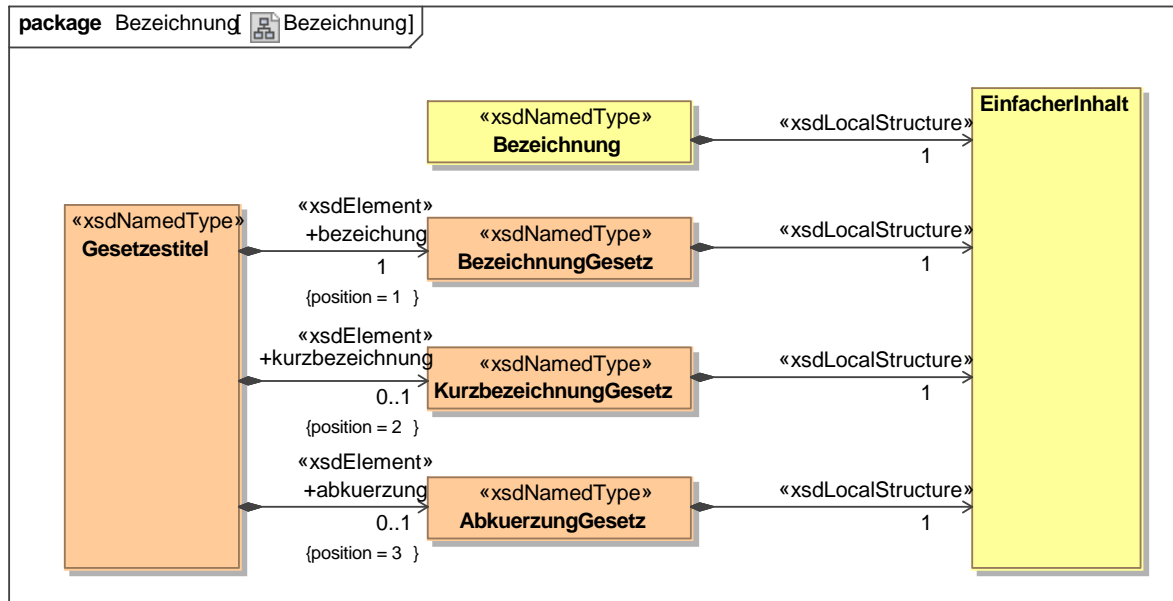 package Bezeichnung[ Bezeichnung]
«xsdNamedType»
Bezeichnung
«xsdLocalStructure»
1
EinfacherInhalt
«xsdNamedType»
Gesetzestitel
«xsdElement»
+bezeichung
1
{position = 1 }
«xsdNamedType»
BezeichnungGesetz
«xsdLocalStructure»
1
«xsdElement»
+kurzbezeichnung
0..1
{position = 2 }
«xsdNamedType»
KurzbezeichnungGesetz
«xsdLocalStructure»
1
«xsdElement»
+abkuerzung
0..1
{position = 3 }
«xsdNamedType»
AbkuerzungGesetz
«xsdLocalStructure»
1